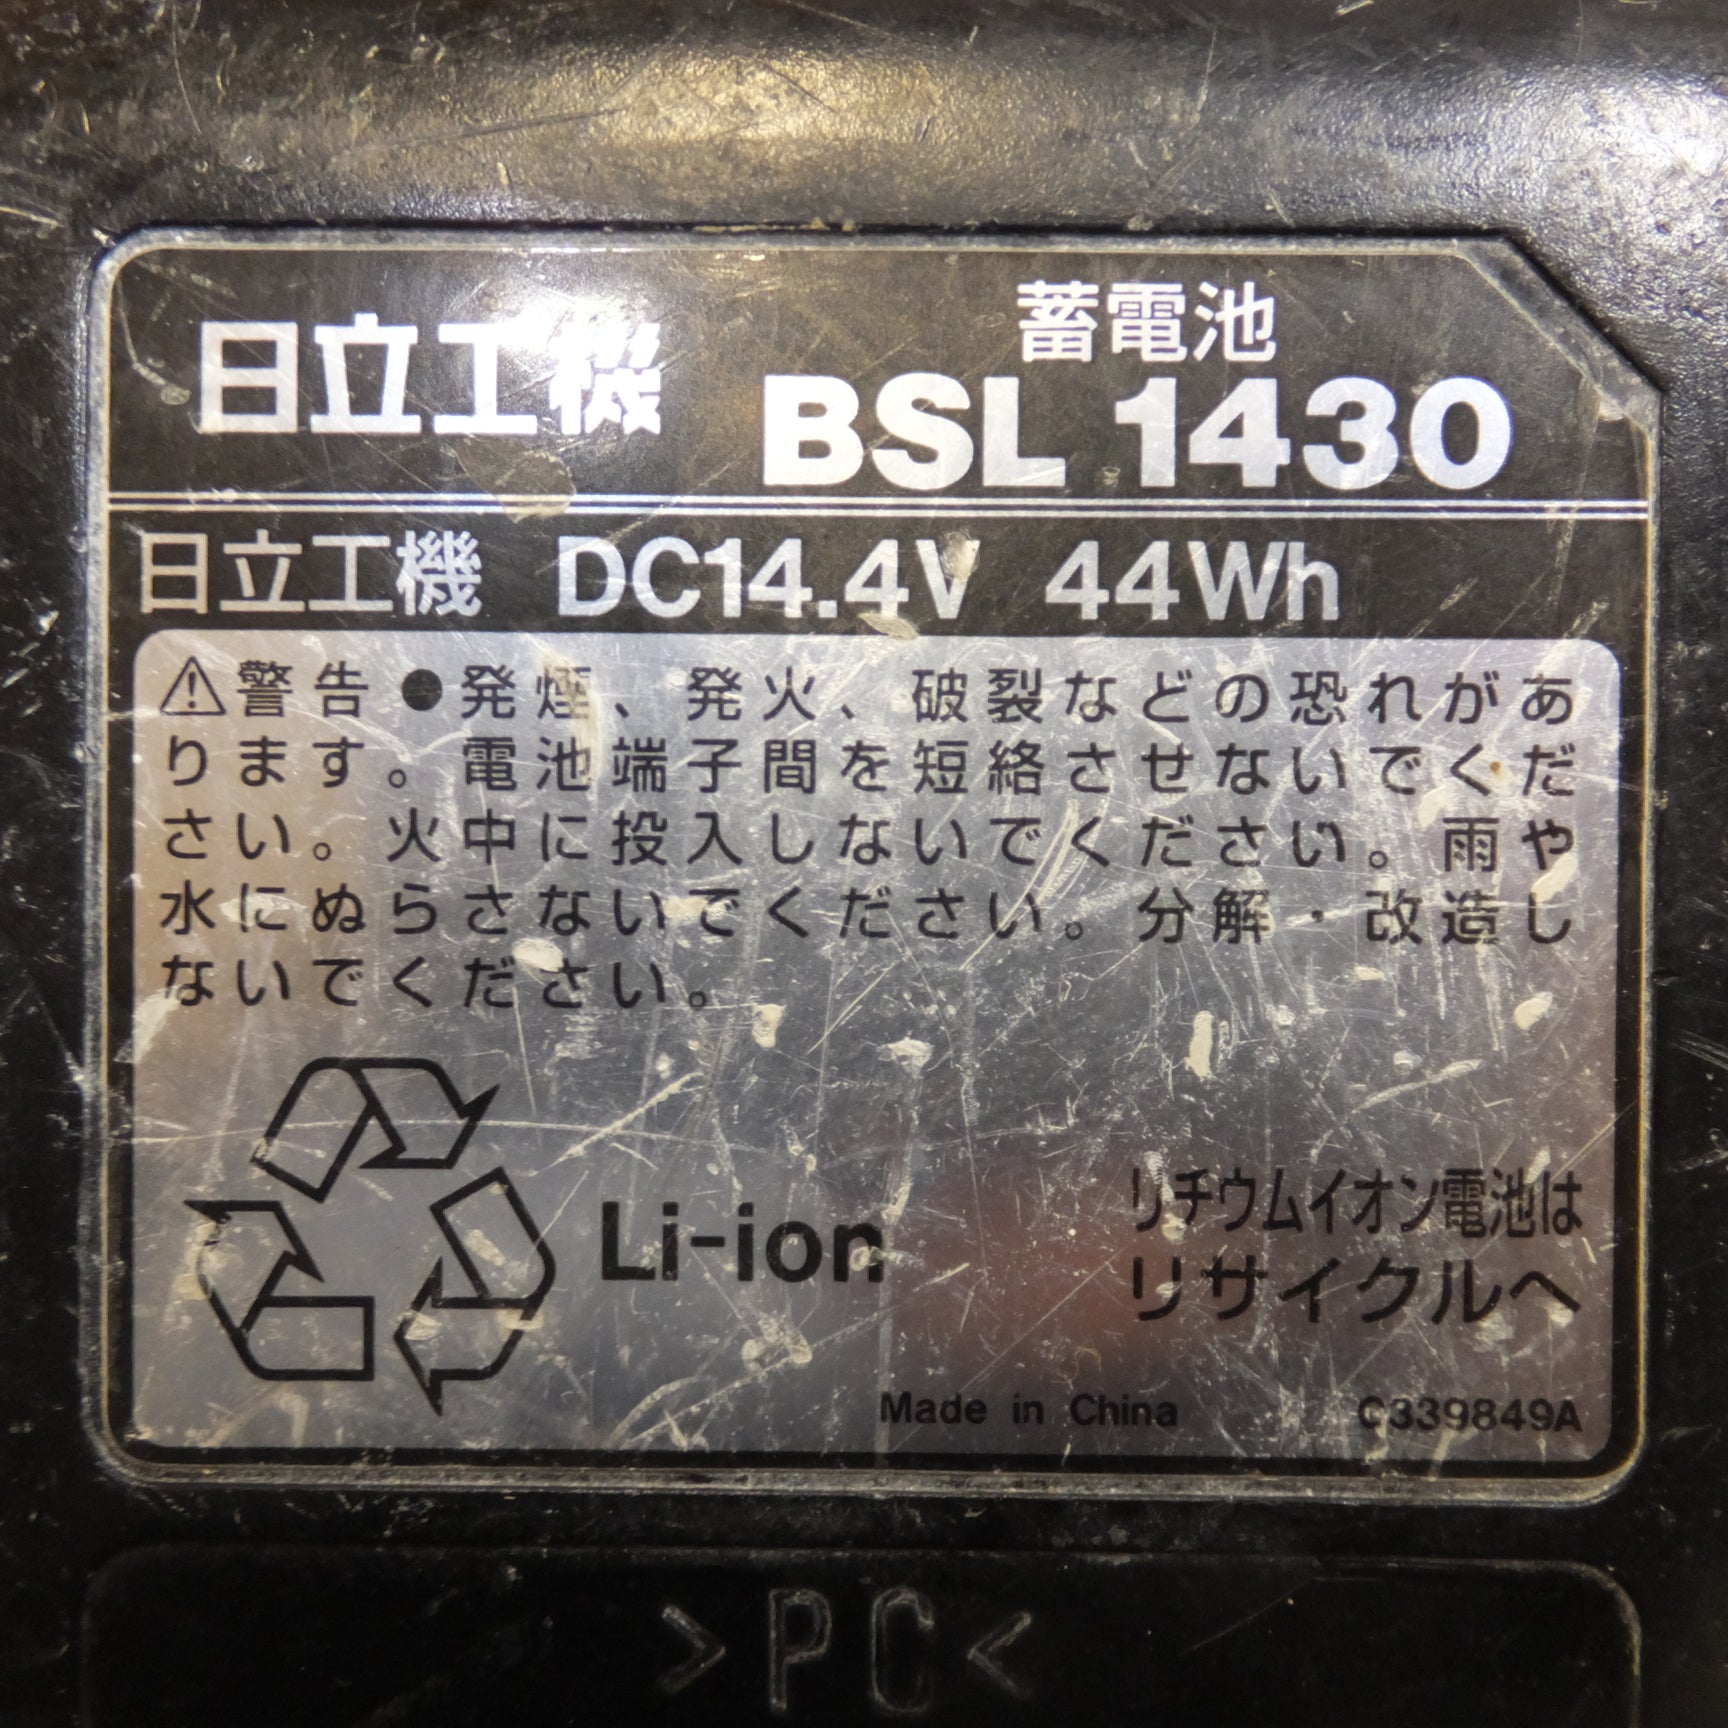 日立工機
蓄電池
BSL 1430
日立工機 DC14.4V 44Wh
⚠警告 ●発煙、発火、破裂などの恐れがあ
ります。電池端子間を短絡させないでくだ
さい。火中に投入しないでください。雨や
水にぬらさないでください。分解・改造し
ないでください。
Li-ion
リチウムイオン電池は
リサイクルへ
Made in China
C339849A
>PC<